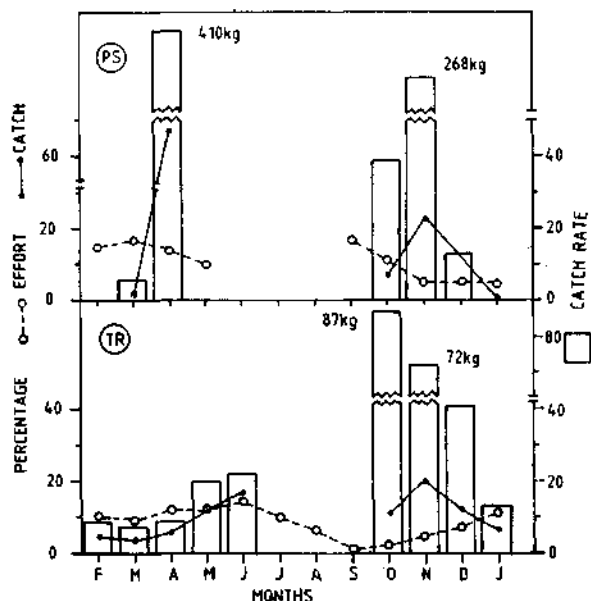 PS
410kg
268kg
60
20
0
40
20
0
TR
87kg
72kg
80
40
20
0
40
20
0
F M A M J J A S O N D J
MONTHS
PERCENTAGE EFFORT CATCH
CATCH RATE